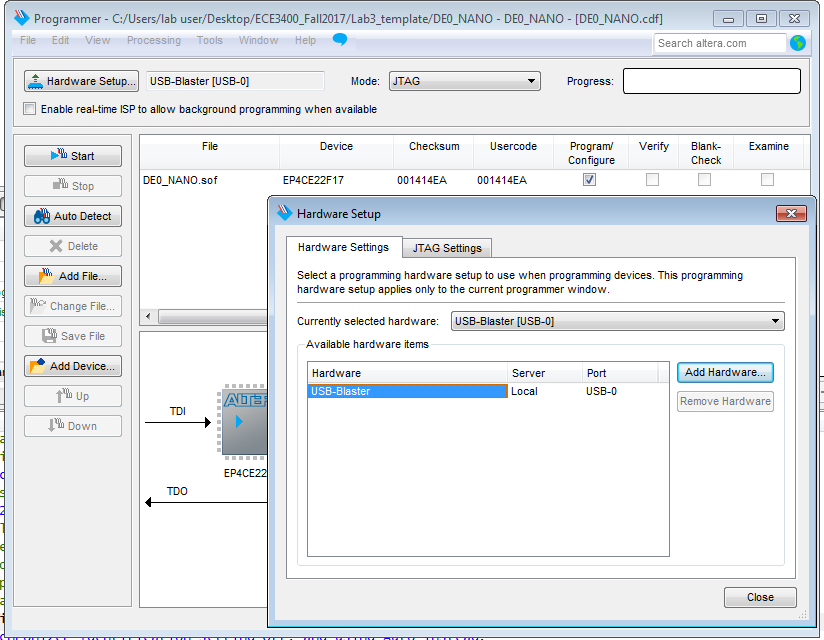 Programmer - C:/Users/lab user/Desktop/ECE3400_Fall2017/Lab3_template/DE0_NANO - DE0_NANO - [DE0_NANO.cdf]
File Edit View Processing Tools Window Help
Search altera.com
Hardware Setup... USB-Blaster [USB-0] Mode: JTAG Progress:
Enable real-time ISP to allow background programming when available
Start
Stop
Auto Detect
Delete
Add File...
Change File...
Save File
Add Device...
Up
Down
File Device Checksum Usercode Program/ Verify Blank- Examine
Configure Check
DE0_NANO.sof EP4CE22F17 001414EA 001414EA
TDI
EP4CE22
TDO
Hardware Setup
Hardware Settings JTAG Settings
Select a programming hardware setup to use when programming devices. This programming
hardware setup applies only to the current programmer window.
Currently selected hardware: USB-Blaster [USB-0]
Available hardware items
Hardware Server Port
USB-Blaster Local USB-0
Add Hardware...
Remove Hardware
Close